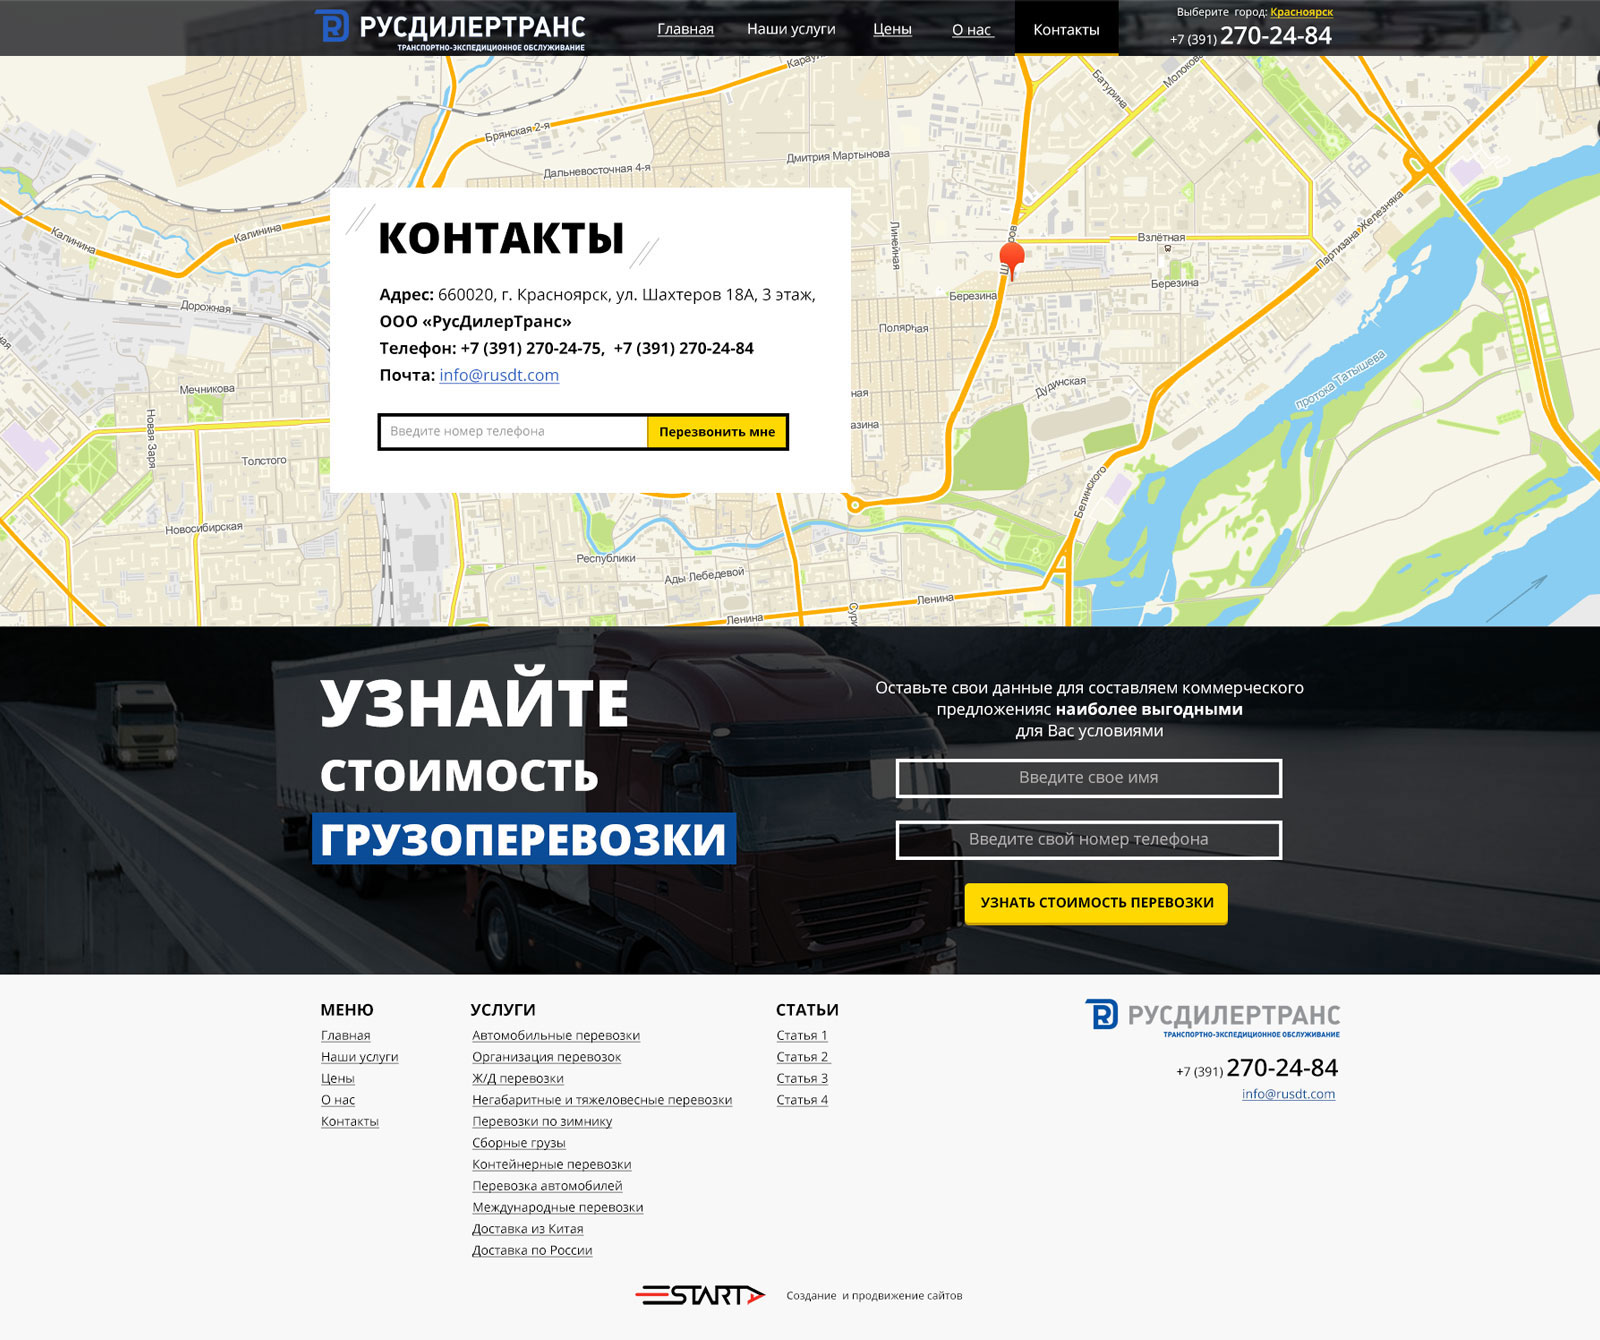 РУСДИЛЕРТРАНС
ТРАНСПОРТНО-ЭКСПЕДИЦИОННОЕ ОБСЛУЖИВАНИЕ
Главная Наши услуги Цены О нас Контакты
Выберите город: Красноярск
+7 (391) 270-24-84
Брянская 2-я
Дальневосточная 4-я
Дмитрия Мартынова
Батурина
Калинина
Калинина
Дорожная
Мечникова
Новая Заря
Толстого
Новосибирская
Линейная
Взлётная
Партизана Железняка
Березина
Березина
Полярная
Дудинская
протока Татышева
Белинского
Республики
Ады Лебедевой
Ленина
Ленина
КОНТАКТЫ
Адрес: 660020, г. Красноярск, ул. Шахтеров 18А, 3 этаж,
ООО «РусДилерТранс»
Телефон: +7 (391) 270-24-75, +7 (391) 270-24-84
Почта: info@rusdt.com
Введите номер телефона
Перезвонить мне
УЗНАЙТЕ
СТОИМОСТЬ
ГРУЗОПЕРЕВОЗКИ
Оставьте свои данные для составляем коммерческого
предложенияс наиболее выгодными
для Вас условиями
Введите свое имя
Введите свой номер телефона
УЗНАТЬ СТОИМОСТЬ ПЕРЕВОЗКИ
МЕНЮ
Главная
Наши услуги
Цены
О нас
Контакты
УСЛУГИ
Автомобильные перевозки
Организация перевозок
Ж/Д перевозки
Негабаритные и тяжеловесные перевозки
Перевозки по зимнику
Сборные грузы
Контейнерные перевозки
Перевозка автомобилей
Международные перевозки
Доставка из Китая
Доставка по России
СТАТЬИ
Статья 1
Статья 2
Статья 3
Статья 4
РУСДИЛЕРТРАНС
ТРАНСПОРТНО-ЭКСПЕДИЦИОННОЕ ОБСЛУЖИВАНИЕ
+7 (391) 270-24-84
info@rusdt.com
START
Создание и продвижение сайтов